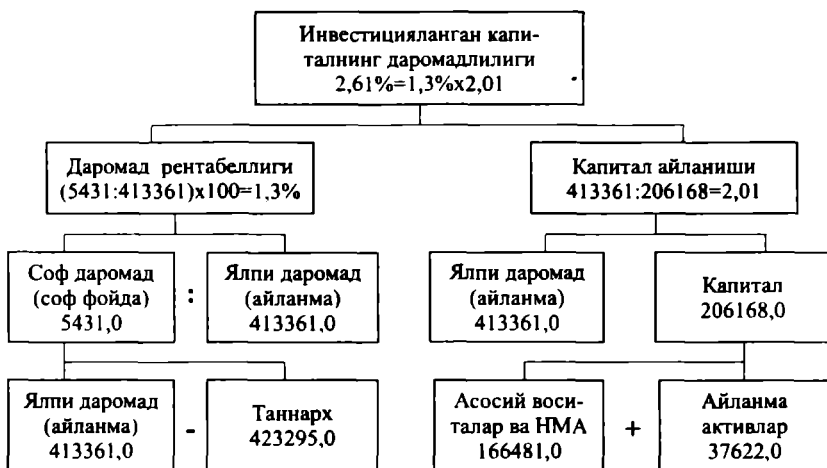 Инвестицияланган капи-
талнинг даромадлилиги
2,61%=1,3%x2,01
Даромад рентабеллиги
(5431:413361)x100=1,3%
Капитал айланиши
413361:206168=2,01
Соф даромад
(соф фойда)
5431,0
:
Ялпи даромад
(айланма)
413361,0
Ялпи даромад
(айланма)
413361,0
Капитал
206168,0
Ялпи даромад
(айланма)
413361,0
-
Таннарх
423295,0
Асосий воси-
талар ва НМА
166481,0
+
Айланма
активлар
37622,0